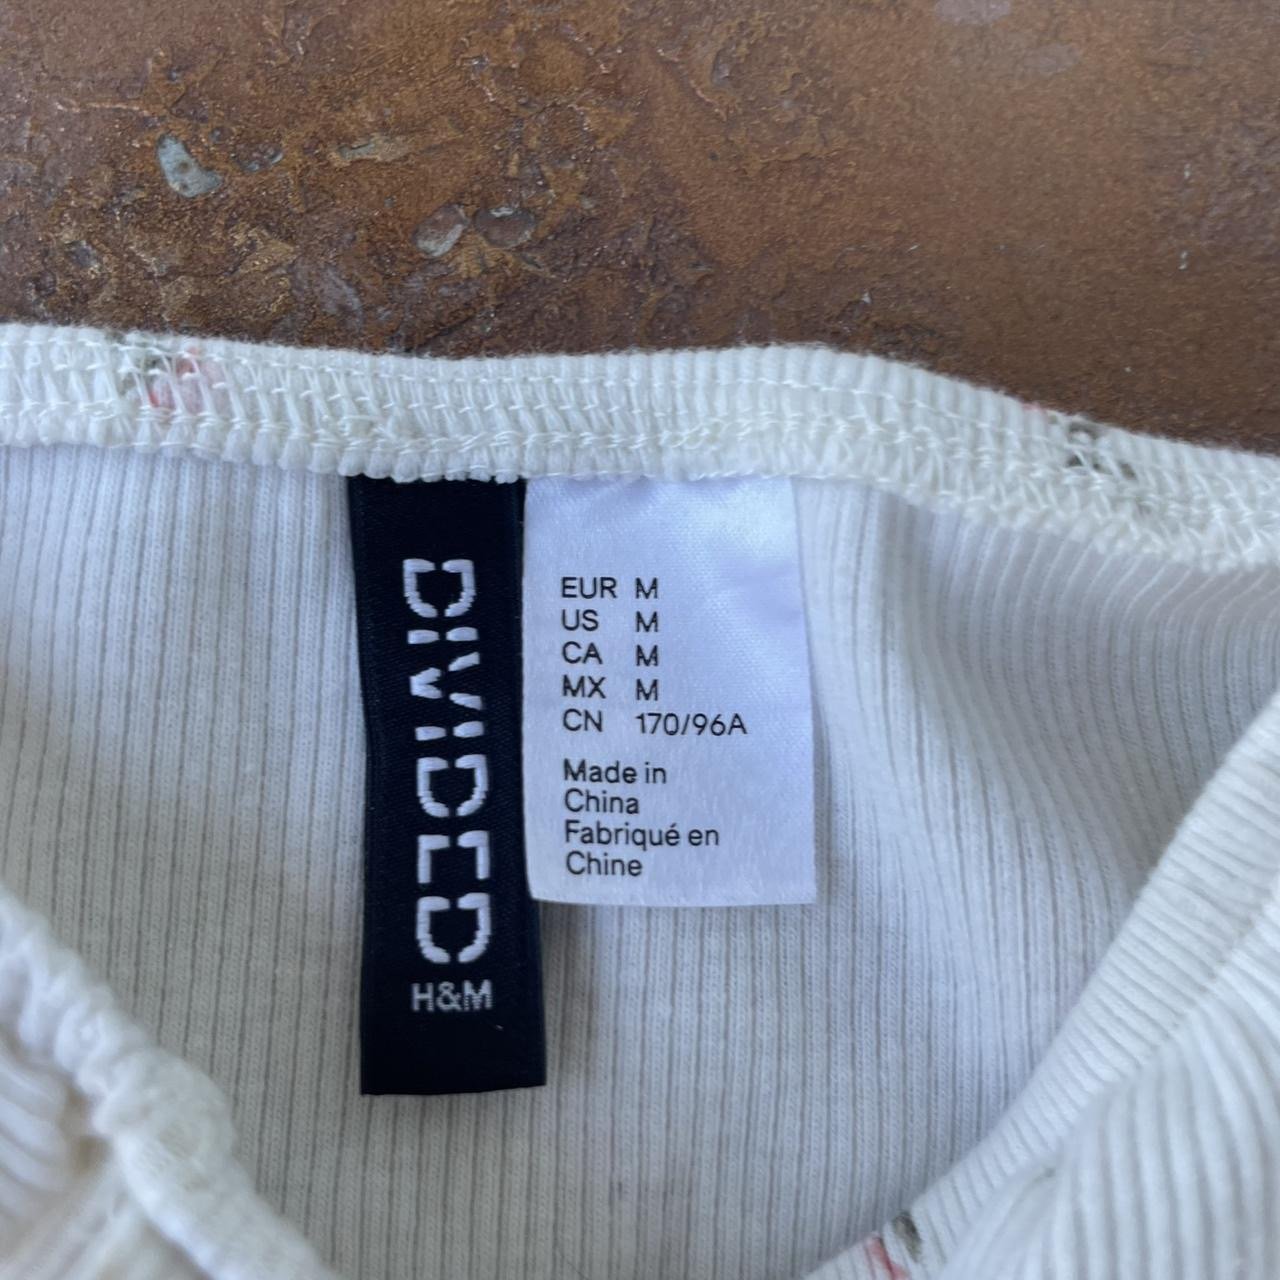 DIVIDED
H&M
EUR M
US M
CA M
MX M
CN 170/96A
Made in
China
Fabriqué en
Chine